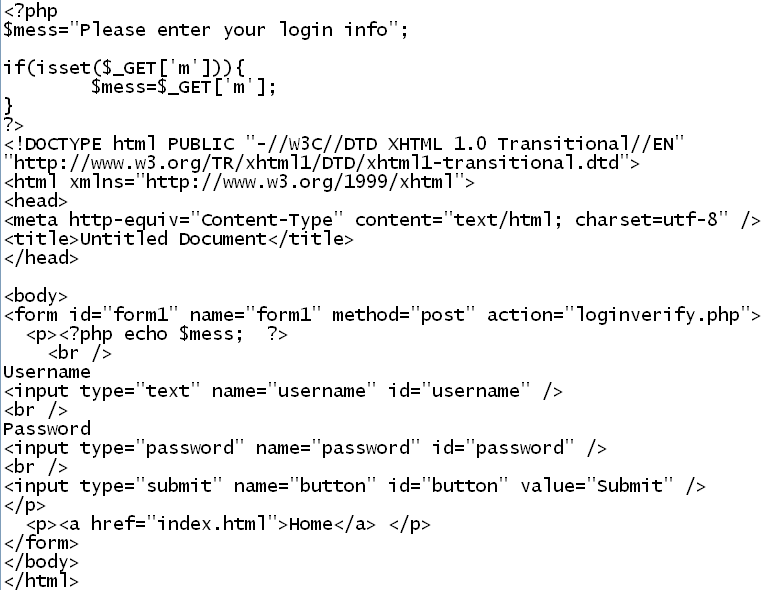 <?php
$mess="Please enter your login info";
if(isset($_GET['m'])){
$mess=$_GET['m'];
}
?>
<!DOCTYPE html PUBLIC "-//W3C//DTD XHTML 1.0 Transitional//EN"
"http://www.w3.org/TR/xhtml1/DTD/xhtml1-transitional.dtd">
<html xmlns="http://www.w3.org/1999/xhtml">
<head>
<meta http-equiv="Content-Type" content="text/html; charset=utf-8" />
<title>Untitled Document</title>
</head>
<body>
<form id="form1" name="form1" method="post" action="loginverify.php">
<p><?php echo $mess;  ?>
<br />
Username
<input type="text" name="username" id="username" />
<br />
Password
<input type="password" name="password" id="password" />
<br />
<input type="submit" name="button" id="button" value="Submit" />
</p>
<p><a href="index.html">Home</a> </p>
</form>
</body>
</html>